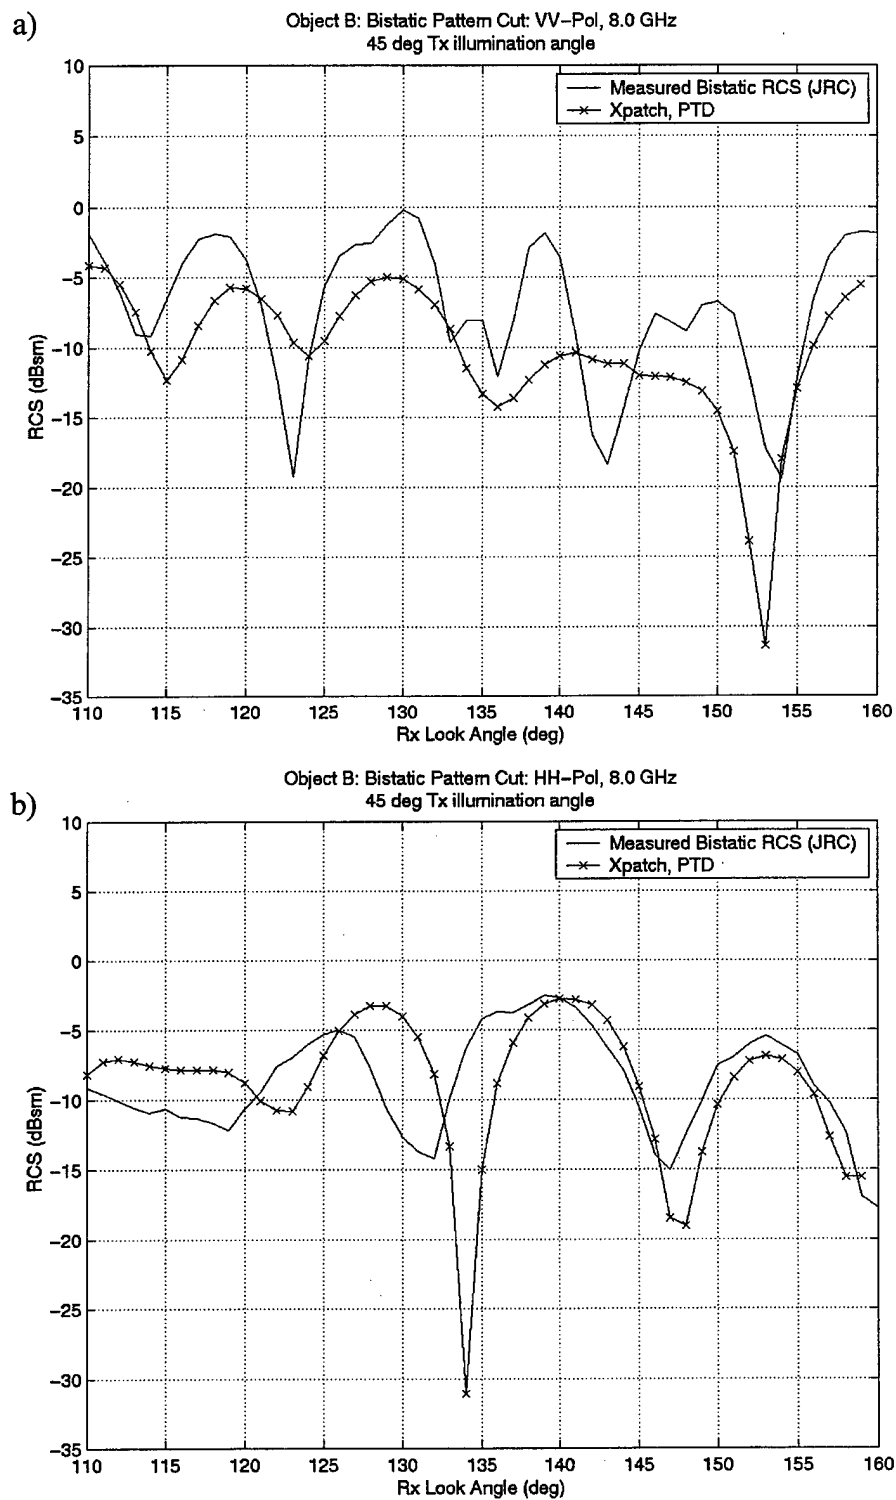 a)
Object B: Bistatic Pattern Cut: VV-Pol, 8.0 GHz
45 deg Tx illumination angle
Measured Bistatic RCS (JRC)
Xpatch, PTD
10
5
0
-5
-10
-15
-20
-25
-30
-35
RCS (dBsm)
110 115 120 125 130 135 140 145 150 155 160
Rx Look Angle (deg)
b)
Object B: Bistatic Pattern Cut: HH-Pol, 8.0 GHz
45 deg Tx illumination angle
Measured Bistatic RCS (JRC)
Xpatch, PTD
10
5
0
-5
-10
-15
-20
-25
-30
-35
RCS (dBsm)
110 115 120 125 130 135 140 145 150 155 160
Rx Look Angle (deg)